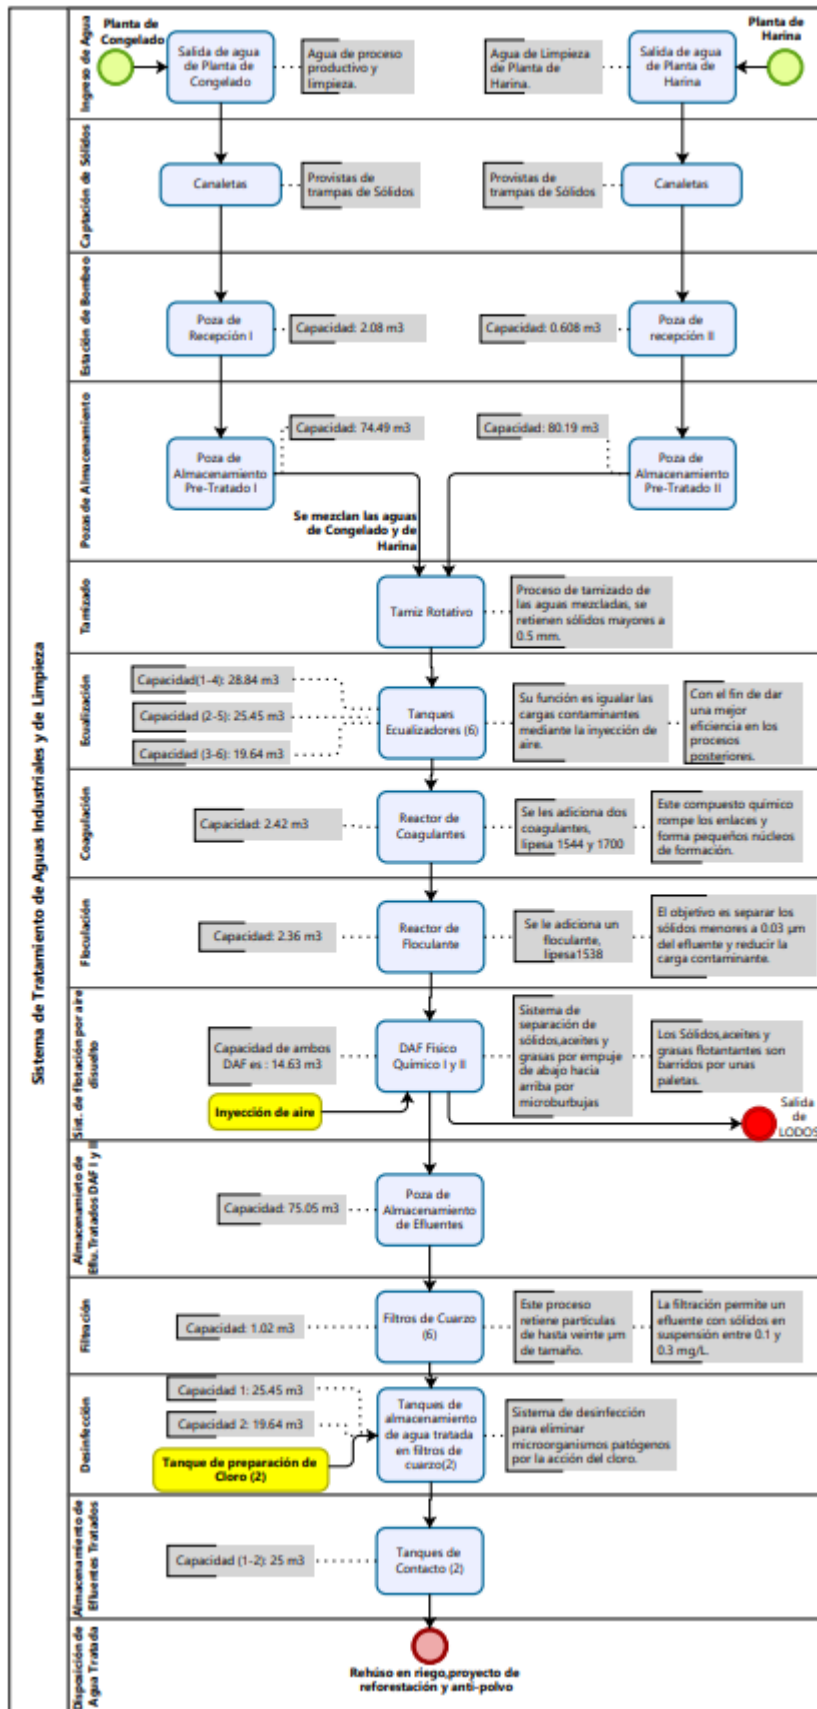 Sistema de Tratamiento de Aguas Industriales y de Limpieza
Ingreso de Agua
Planta de
Congelado
Salida de agua
de Planta de
Congelado
Agua de proceso
productivo y
limpieza.
Agua de Limpieza
de Planta de
Harina.
Salida de agua
de Planta de
Harina
Planta de
Harina
Captación de Sólidos
Canaletas
Provistas de
trampas de Sólidos
Provistas de
trampas de Sólidos
Canaletas
Estación de Bombeo
Poza de
Recepción I
Capacidad: 2.08 m3
Capacidad: 0.608 m3
Poza de
recepción II
Pozas de Almacenamiento
Poza de
Almacenamiento
Pre-Tratado I
Capacidad: 74.49 m3
Capacidad: 80.19 m3
Poza de
Almacenamiento
Pre-Tratado II
Se mezclan las aguas
de Congelado y de
Harina
Tamizado
Tamiz Rotativo
Proceso de tamizado de
las aguas mezcladas, se
retienen sólidos mayores a
0.5 mm.
Ecualización
Capacidad(1-4): 28.84 m3
Capacidad (2-5): 25.45 m3
Capacidad (3-6): 19.64 m3
Tanques
Ecualizadores (6)
Su función es igualar las
cargas contaminantes
mediante la inyección de
aire.
Con el fin de dar
una mejor
eficiencia en los
procesos
posteriores.
Coagulación
Capacidad: 2.42 m3
Reactor de
Coagulantes
Se les adiciona dos
coagulantes,
lipesa 1544 y 1700
Este compuesto químico
rompe los enlaces y
forma pequeños núcleos
de formación.
Floculación
Capacidad: 2.36 m3
Reactor de
Floculante
Se le adiciona un
floculante,
lipesa1538
El objetivo es separar los
sólidos menores a 0.03 µm
del efluente y reducir la
carga contaminante.
Sist. de flotación por aire
disuelto
Capacidad de ambos
DAF es : 14.63 m3
Inyección de aire
DAF Físico
Químico I y II
Sistema de
separación de
sólidos,aceites y
grasas por empuje
de abajo hacia
arriba por
microburbujas
Los Sólidos,aceites y
grasas flotantantes son
barridos por unas
paletas.
Salida
de
LODOS
Almacenamieto de
Eflu.Tratados DAF I y II
Capacidad: 75.05 m3
Poza de
Almacenamiento
de Efluentes
Filtración
Capacidad: 1.02 m3
Filtros de Cuarzo
(6)
Este proceso
retiene partículas
de hasta veinte µm
de tamaño.
La filtración permite un
efluente con sólidos en
suspensión entre 0.1 y
0.3 mg/L.
Desinfección
Capacidad 1: 25.45 m3
Capacidad 2: 19.64 m3
Tanque de preparación de
Cloro (2)
Tanques de
almacenamiento
de agua tratada
en filtros de
cuarzo(2)
Sistema de desinfección
para eliminar
microorganismos patógenos
por la acción del cloro.
Almacenamiento de
Efluentes Tratados
Capacidad (1-2): 25 m3
Tanques de
Contacto (2)
Disposición de
Agua Tratada
Rehúso en riego,proyecto de
reforestación y anti-polvo